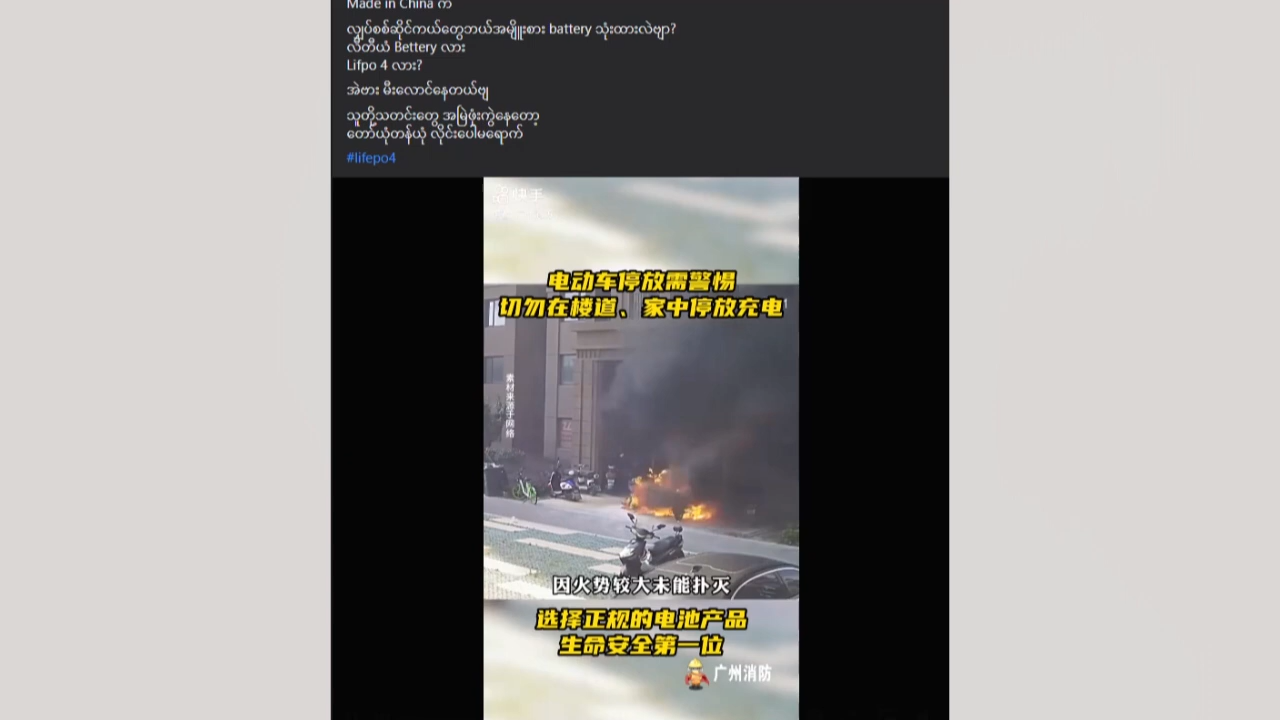 Made in China က
လျှပ်စစ်ဆိုင်ကယ်တွေဘယ်အမျိုးစား battery သုံးထားလဲဗျာ?
လီတီယံ Bettery လား
Lifpo 4 လား?
အဲဗား မီးလောင်နေတယ်ဗျ
သူတို့သတင်းတွေ အမြဲဖုံးကွဲနေတော့
တော်ယုံတန်ယုံ လိုင်းပေါ်မရောက်
#lifepo4
快手
电动车停放需警惕
切勿在楼道、家中停放充电
素材来源于网络
因火势较大未能扑灭
选择正规的电池产品
生命安全第一位
广州消防